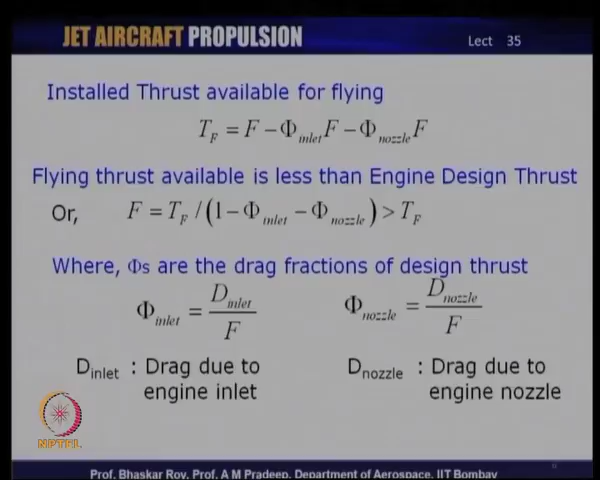 JET AIRCRAFT PROPULSION Lect 35
Installed Thrust available for flying
T_F = F − Φ_inlet F − Φ_nozzle F
Flying thrust available is less than Engine Design Thrust
Or, F = T_F / (1 − Φ_inlet − Φ_nozzle) > T_F
Where, Φs are the drag fractions of design thrust
Φ_inlet = D_inlet / F Φ_nozzle = D_nozzle / F
D_inlet : Drag due to engine inlet
D_nozzle : Drag due to engine nozzle
NPTEL
Prof. Bhaskar Roy, Prof. A M Pradeep, Department of Aerospace, IIT Bombay